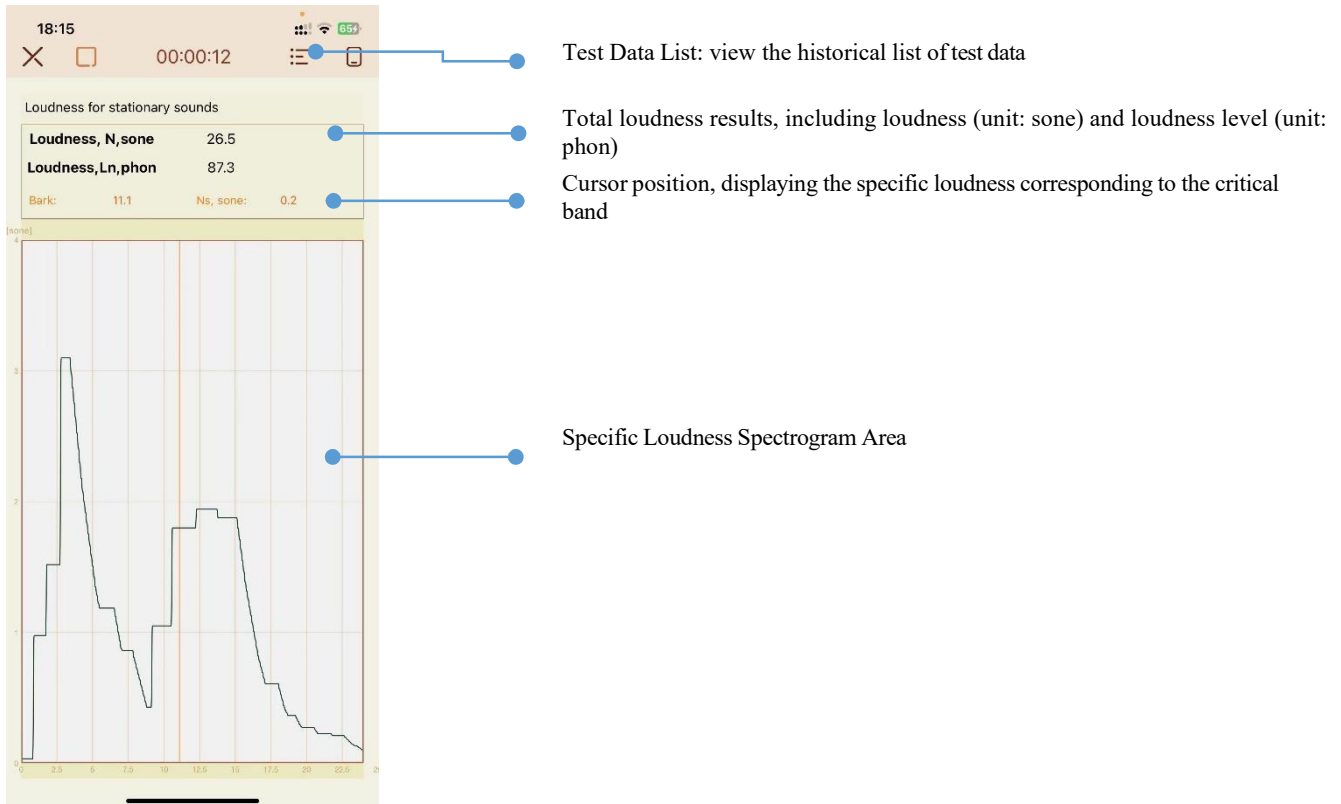 18:15
65
00:00:12
Test Data List: view the historical list of test data
Loudness for stationary sounds
Loudness, N,sone 26.5
Loudness,Ln,phon 87.3
Total loudness results, including loudness (unit: sone) and loudness level (unit:
phon)
Bark: 11.1 Ns, sone: 0.2
Cursor position, displaying the specific loudness corresponding to the critical
band
[sone]
4
3
2
1
0
Specific Loudness Spectrogram Area
0 2.5 5 7.5 10 12.5 15 17.5 20 22.5